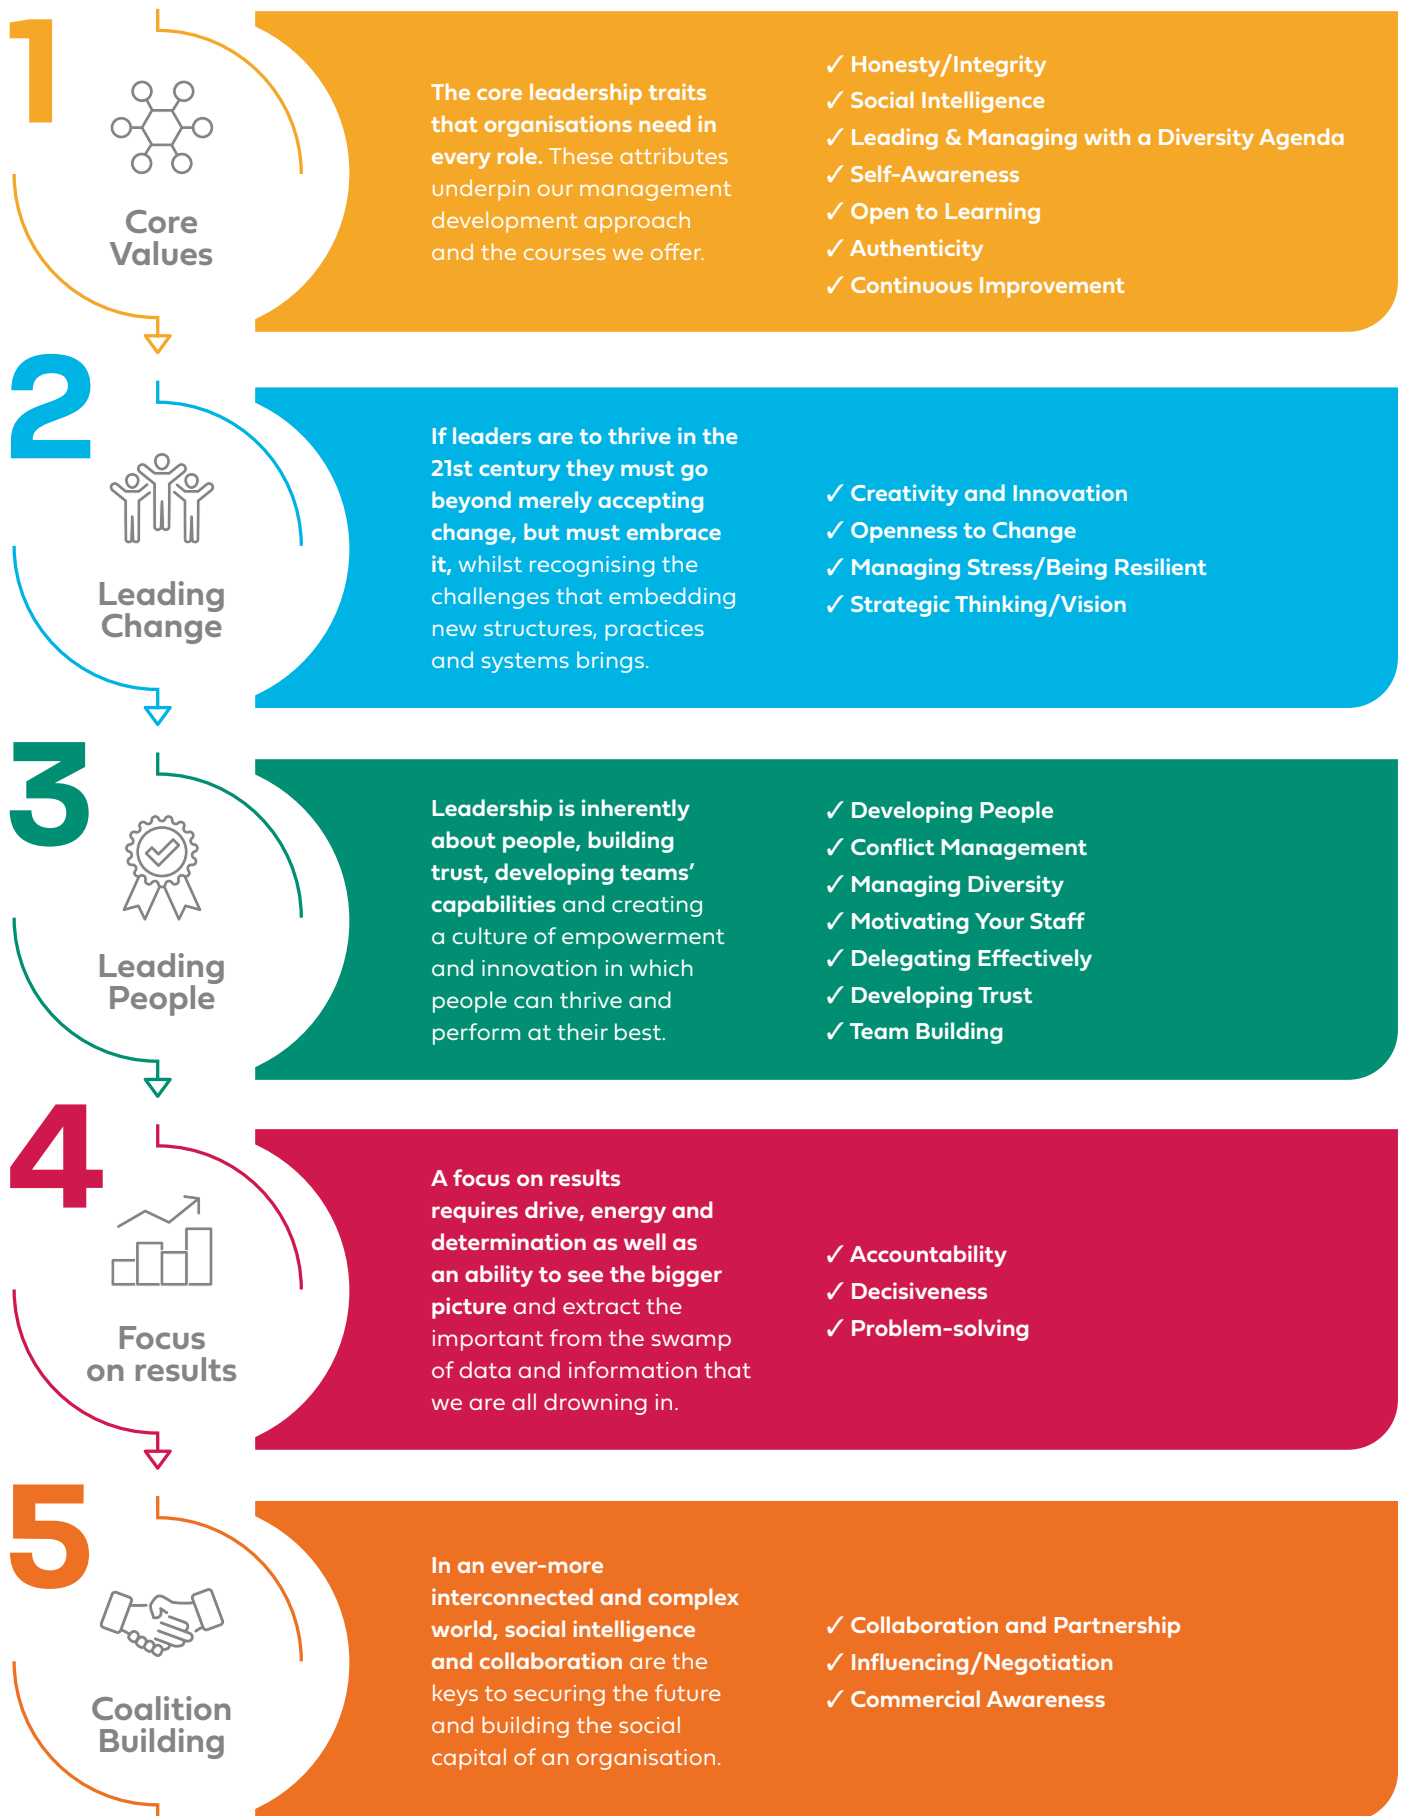 1
Core
Values
The core leadership traits
that organisations need in
every role. These attributes
underpin our management
development approach
and the courses we offer.
✓ Honesty/Integrity
✓ Social Intelligence
✓ Leading & Managing with a Diversity Agenda
✓ Self-Awareness
✓ Open to Learning
✓ Authenticity
✓ Continuous Improvement
2
Leading
Change
If leaders are to thrive in the
21st century they must go
beyond merely accepting
change, but must embrace
it, whilst recognising the
challenges that embedding
new structures, practices
and systems brings.
✓ Creativity and Innovation
✓ Openness to Change
✓ Managing Stress/Being Resilient
✓ Strategic Thinking/Vision
3
Leading
People
Leadership is inherently
about people, building
trust, developing teams’
capabilities and creating
a culture of empowerment
and innovation in which
people can thrive and
perform at their best.
✓ Developing People
✓ Conflict Management
✓ Managing Diversity
✓ Motivating Your Staff
✓ Delegating Effectively
✓ Developing Trust
✓ Team Building
4
Focus
on results
A focus on results
requires drive, energy and
determination as well as
an ability to see the bigger
picture and extract the
important from the swamp
of data and information that
we are all drowning in.
✓ Accountability
✓ Decisiveness
✓ Problem-solving
5
Coalition
Building
In an ever-more
interconnected and complex
world, social intelligence
and collaboration are the
keys to securing the future
and building the social
capital of an organisation.
✓ Collaboration and Partnership
✓ Influencing/Negotiation
✓ Commercial Awareness